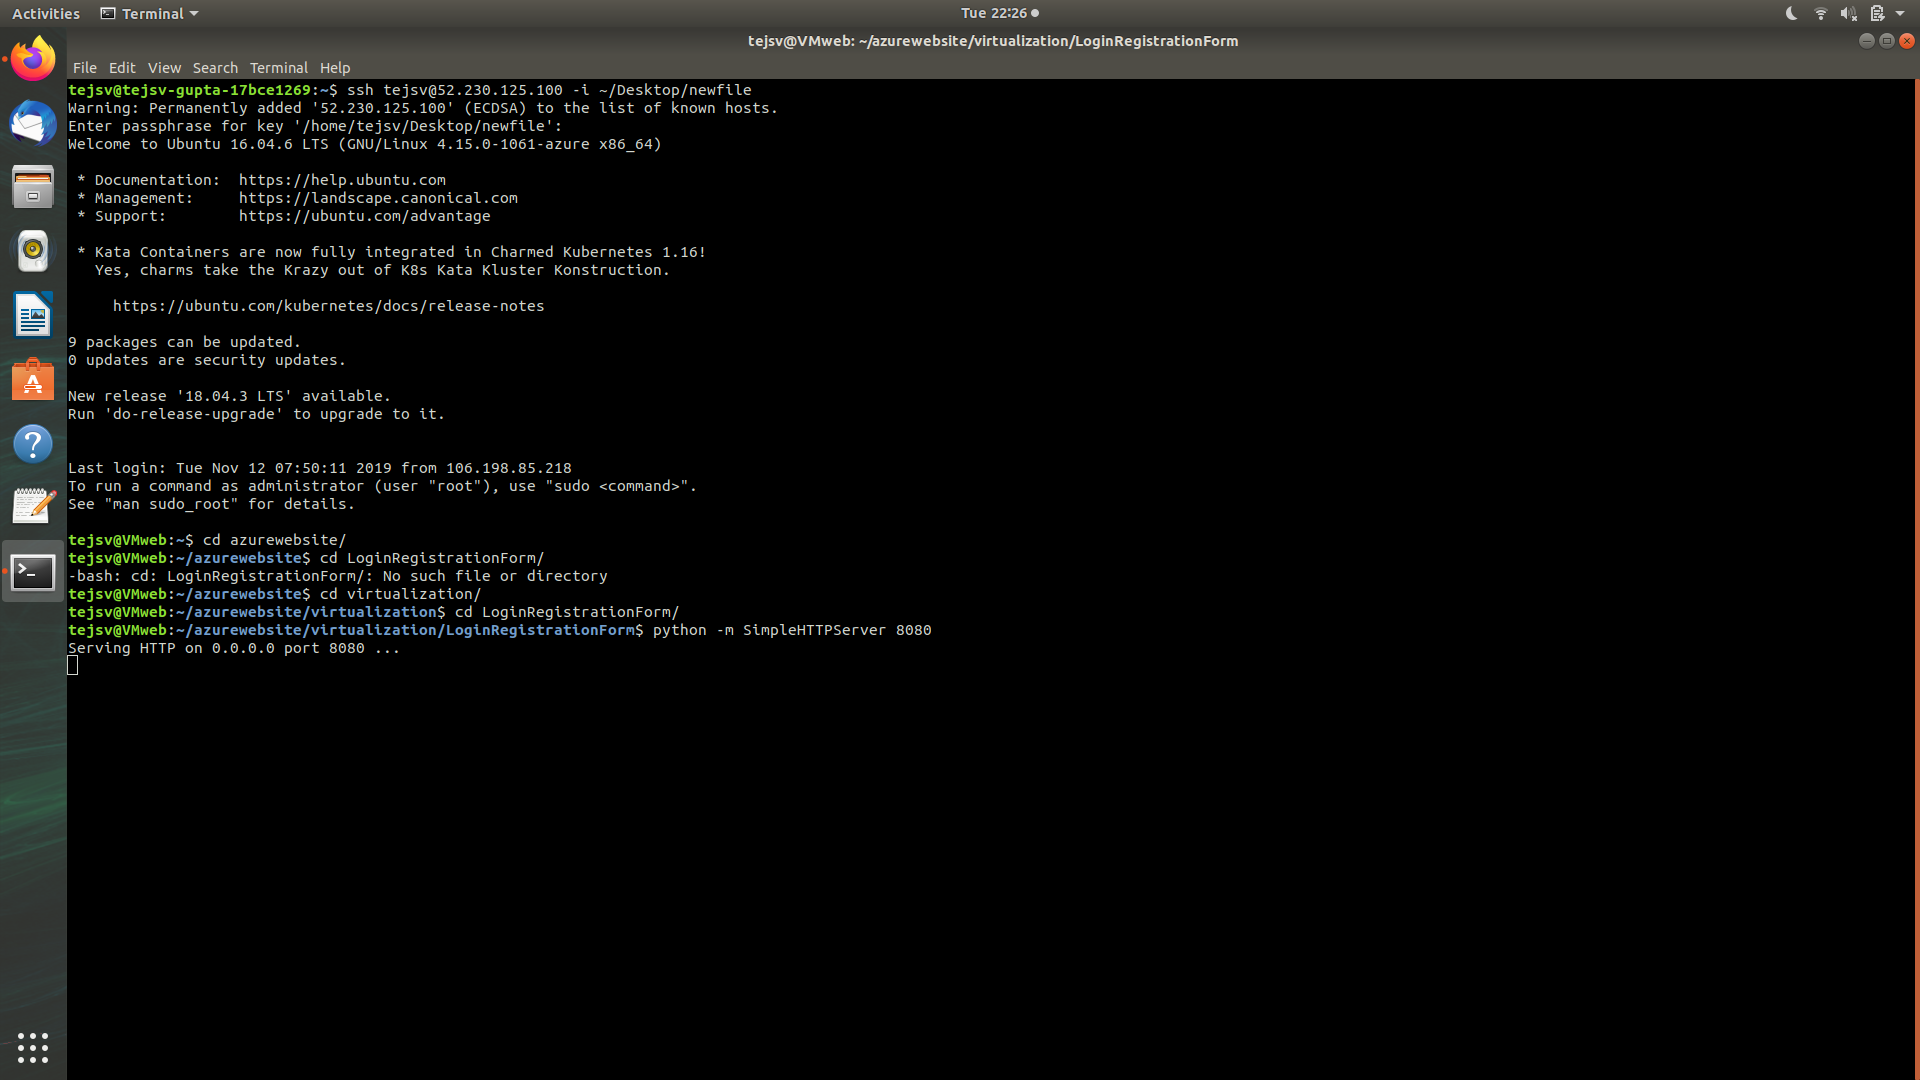 Activities Terminal Tue 22:26
tejsv@VMweb: ~/azurewebsite/virtualization/LoginRegistrationForm
File Edit View Search Terminal Help
tejsv@tejsv-gupta-17bce1269:~$ ssh tejsv@52.230.125.100 -i ~/Desktop/newfile
Warning: Permanently added '52.230.125.100' (ECDSA) to the list of known hosts.
Enter passphrase for key '/home/tejsv/Desktop/newfile':
Welcome to Ubuntu 16.04.6 LTS (GNU/Linux 4.15.0-1061-azure x86_64)
* Documentation: https://help.ubuntu.com
* Management: https://landscape.canonical.com
* Support: https://ubuntu.com/advantage
* Kata Containers are now fully integrated in Charmed Kubernetes 1.16!
Yes, charms take the Krazy out of K8s Kata Kluster Konstruction.
https://ubuntu.com/kubernetes/docs/release-notes
9 packages can be updated.
0 updates are security updates.
New release '18.04.3 LTS' available.
Run 'do-release-upgrade' to upgrade to it.
Last login: Tue Nov 12 07:50:11 2019 from 106.198.85.218
To run a command as administrator (user "root"), use "sudo <command>".
See "man sudo_root" for details.
tejsv@VMweb:~$ cd azurewebsite/
tejsv@VMweb:~/azurewebsite$ cd LoginRegistrationForm/
-bash: cd: LoginRegistrationForm/: No such file or directory
tejsv@VMweb:~/azurewebsite$ cd virtualization/
tejsv@VMweb:~/azurewebsite/virtualization$ cd LoginRegistrationForm/
tejsv@VMweb:~/azurewebsite/virtualization/LoginRegistrationForm$ python -m SimpleHTTPServer 8080
Serving HTTP on 0.0.0.0 port 8080 ...